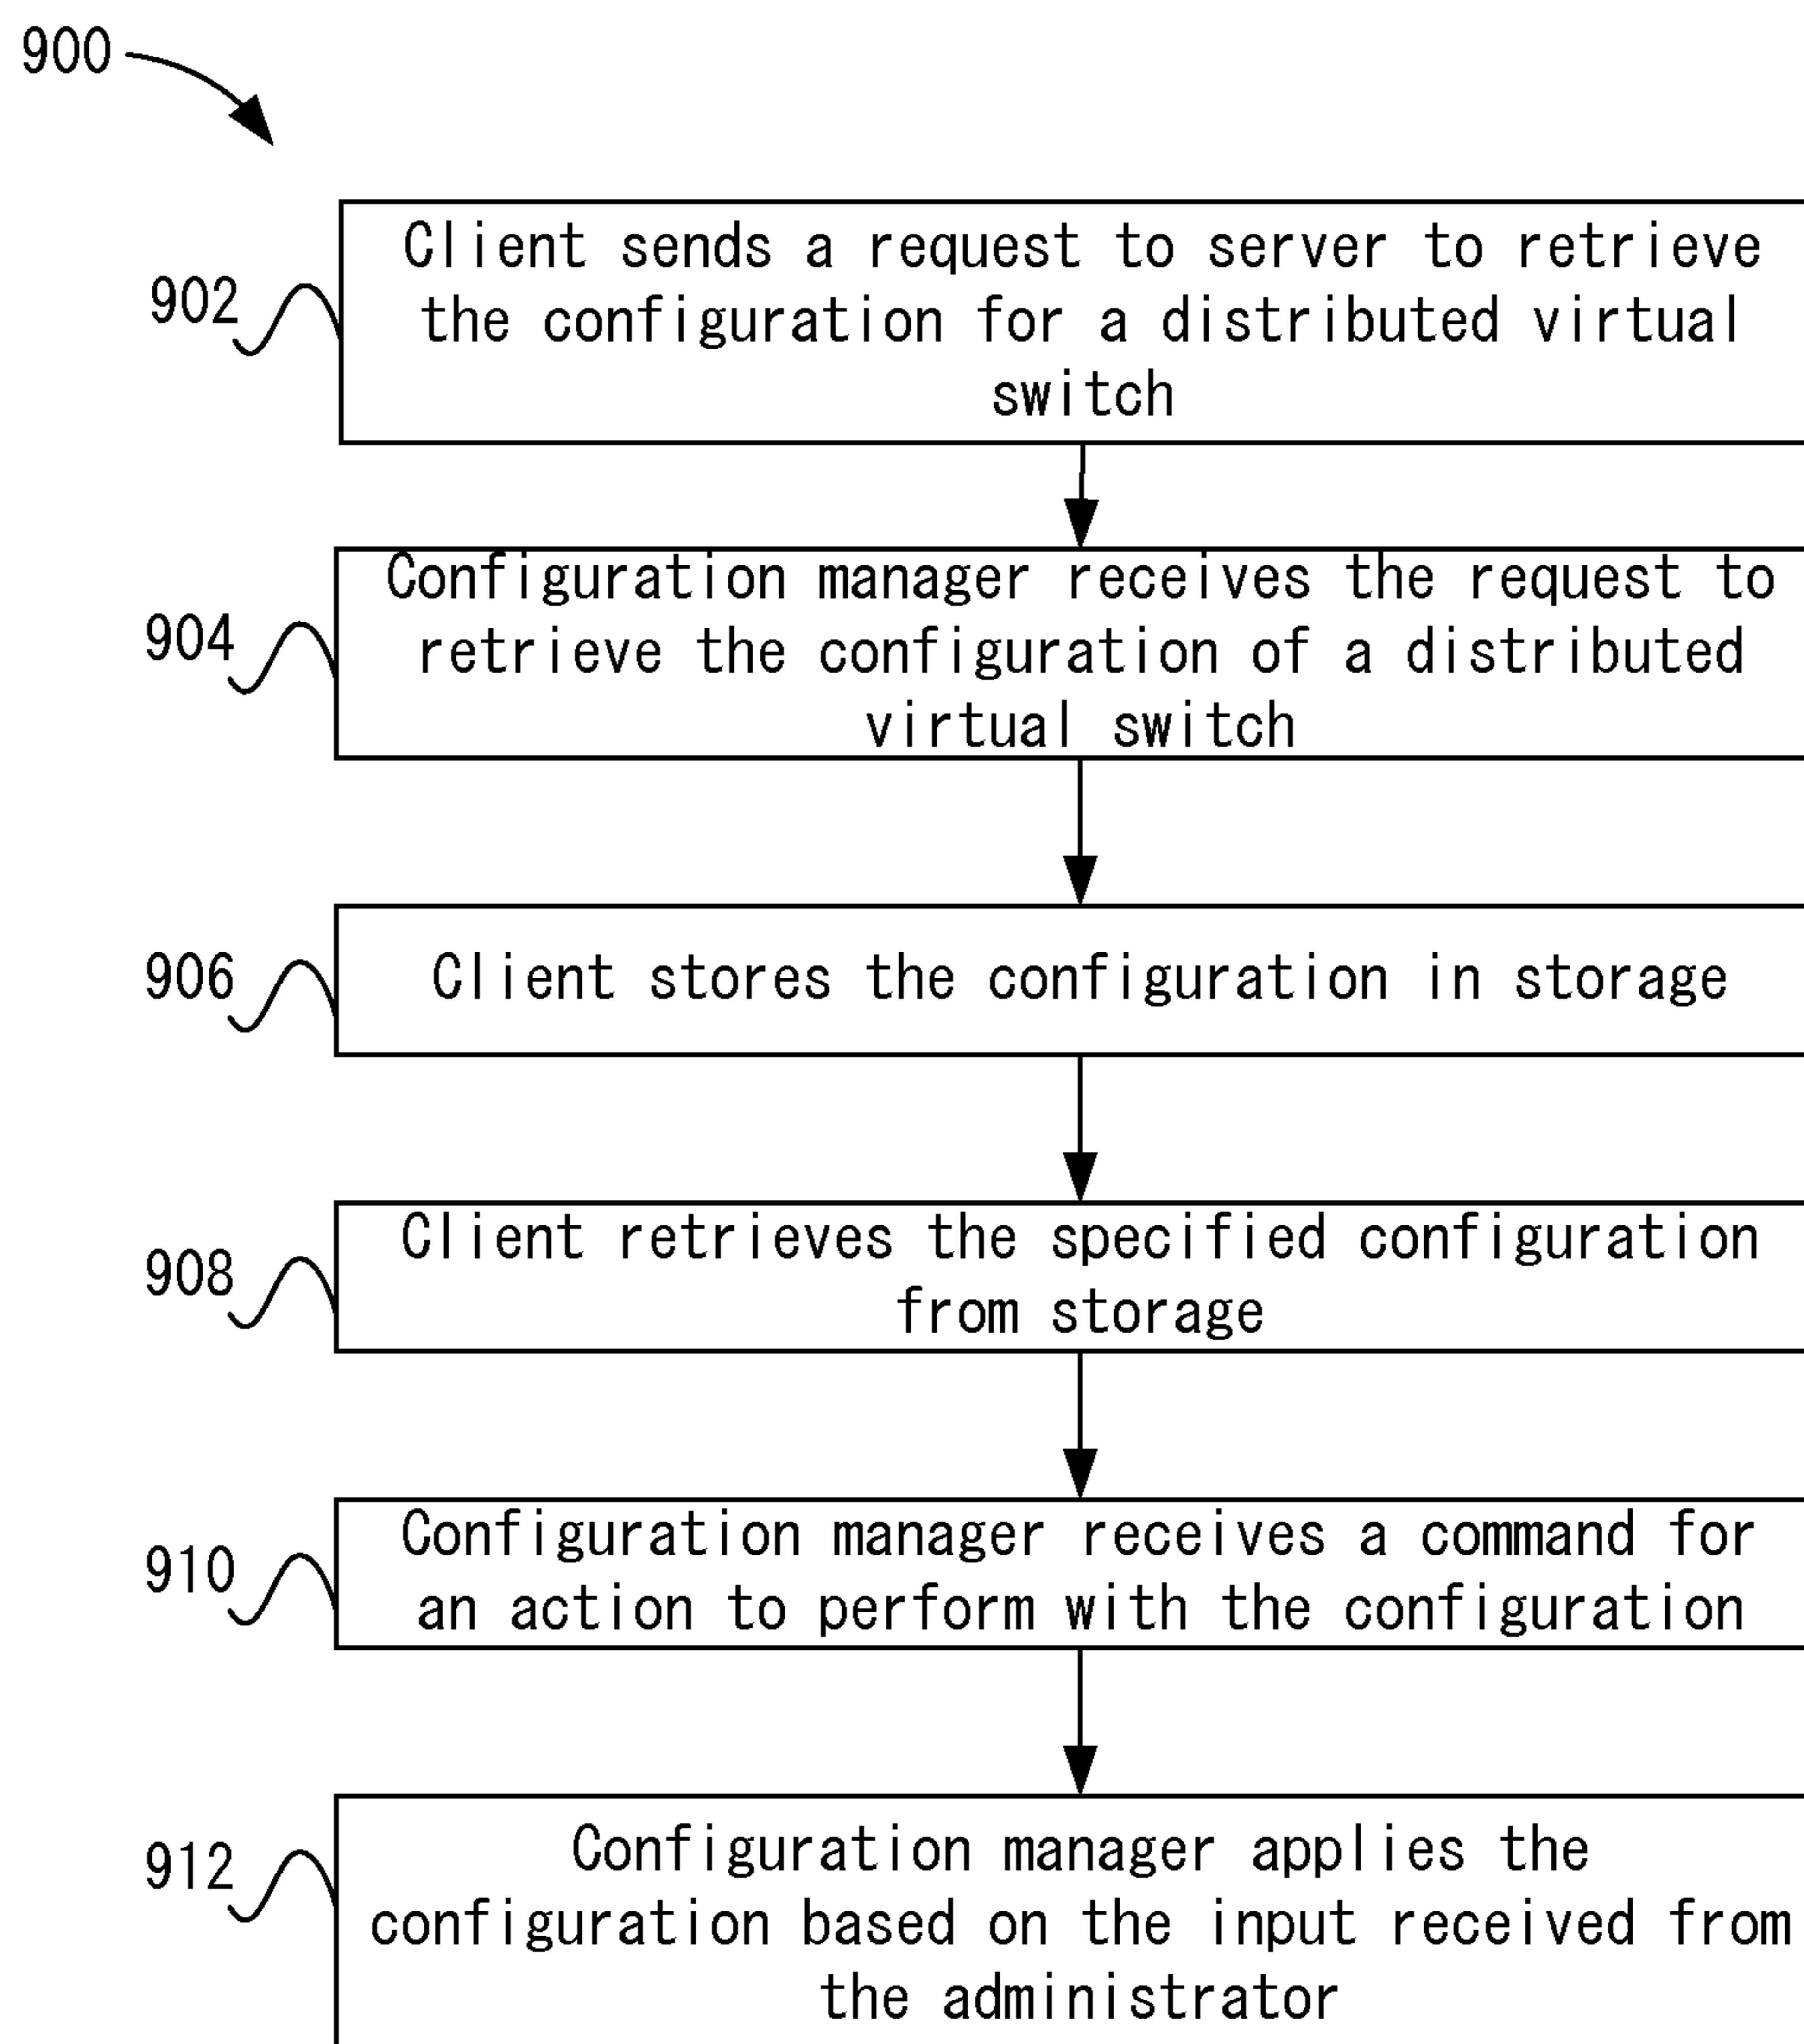 900
902
Client sends a request to server to retrieve
the configuration for a distributed virtual
switch
904
Configuration manager receives the request to
retrieve the configuration of a distributed
virtual switch
906
Client stores the configuration in storage
908
Client retrieves the specified configuration
from storage
910
Configuration manager receives a command for
an action to perform with the configuration
912
Configuration manager applies the
configuration based on the input received from
the administrator